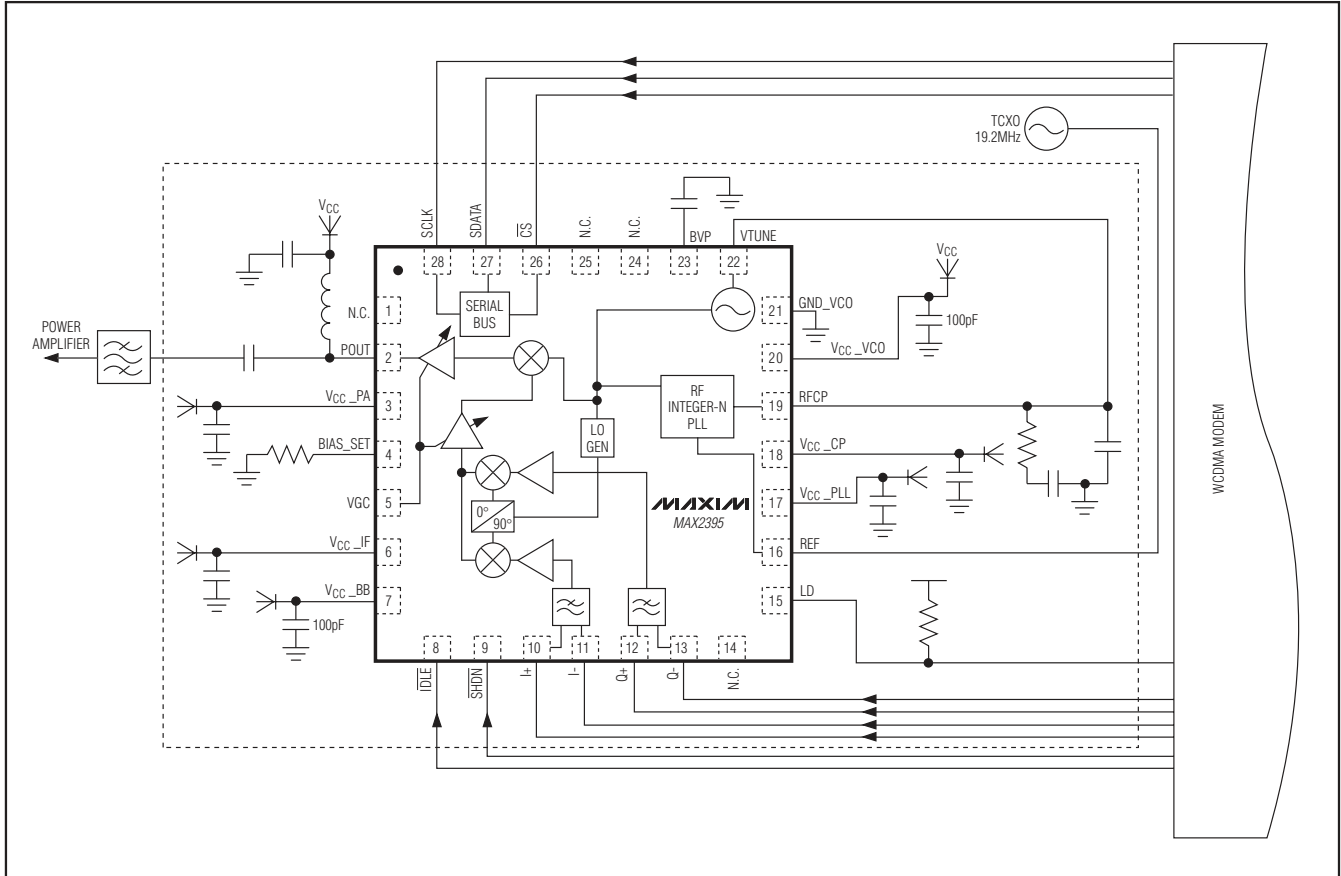 TCXO
19.2MHz
VCC
SCLK
SDATA
CS
N.C.
N.C.
BVP
VTUNE
28
27
26
25
24
23
22
VCC
N.C.
1
SERIAL
BUS
21
GND_VCO
100pF
POWER
AMPLIFIER
POUT
2
20
VCC_VCO
VCC_PA
3
RF
INTEGER-N
PLL
19
RFCP
LO
GEN
BIAS_SET
4
18
VCC_CP
VGC
5
0°
90°
MAXIM
MAX2395
17
VCC_PLL
VCC_IF
6
16
REF
VCC_BB
7
100pF
15
LD
8
9
10
11
12
13
14
IDLE
SHDN
I+
I-
Q+
Q-
N.C.
WCDMA MODEM